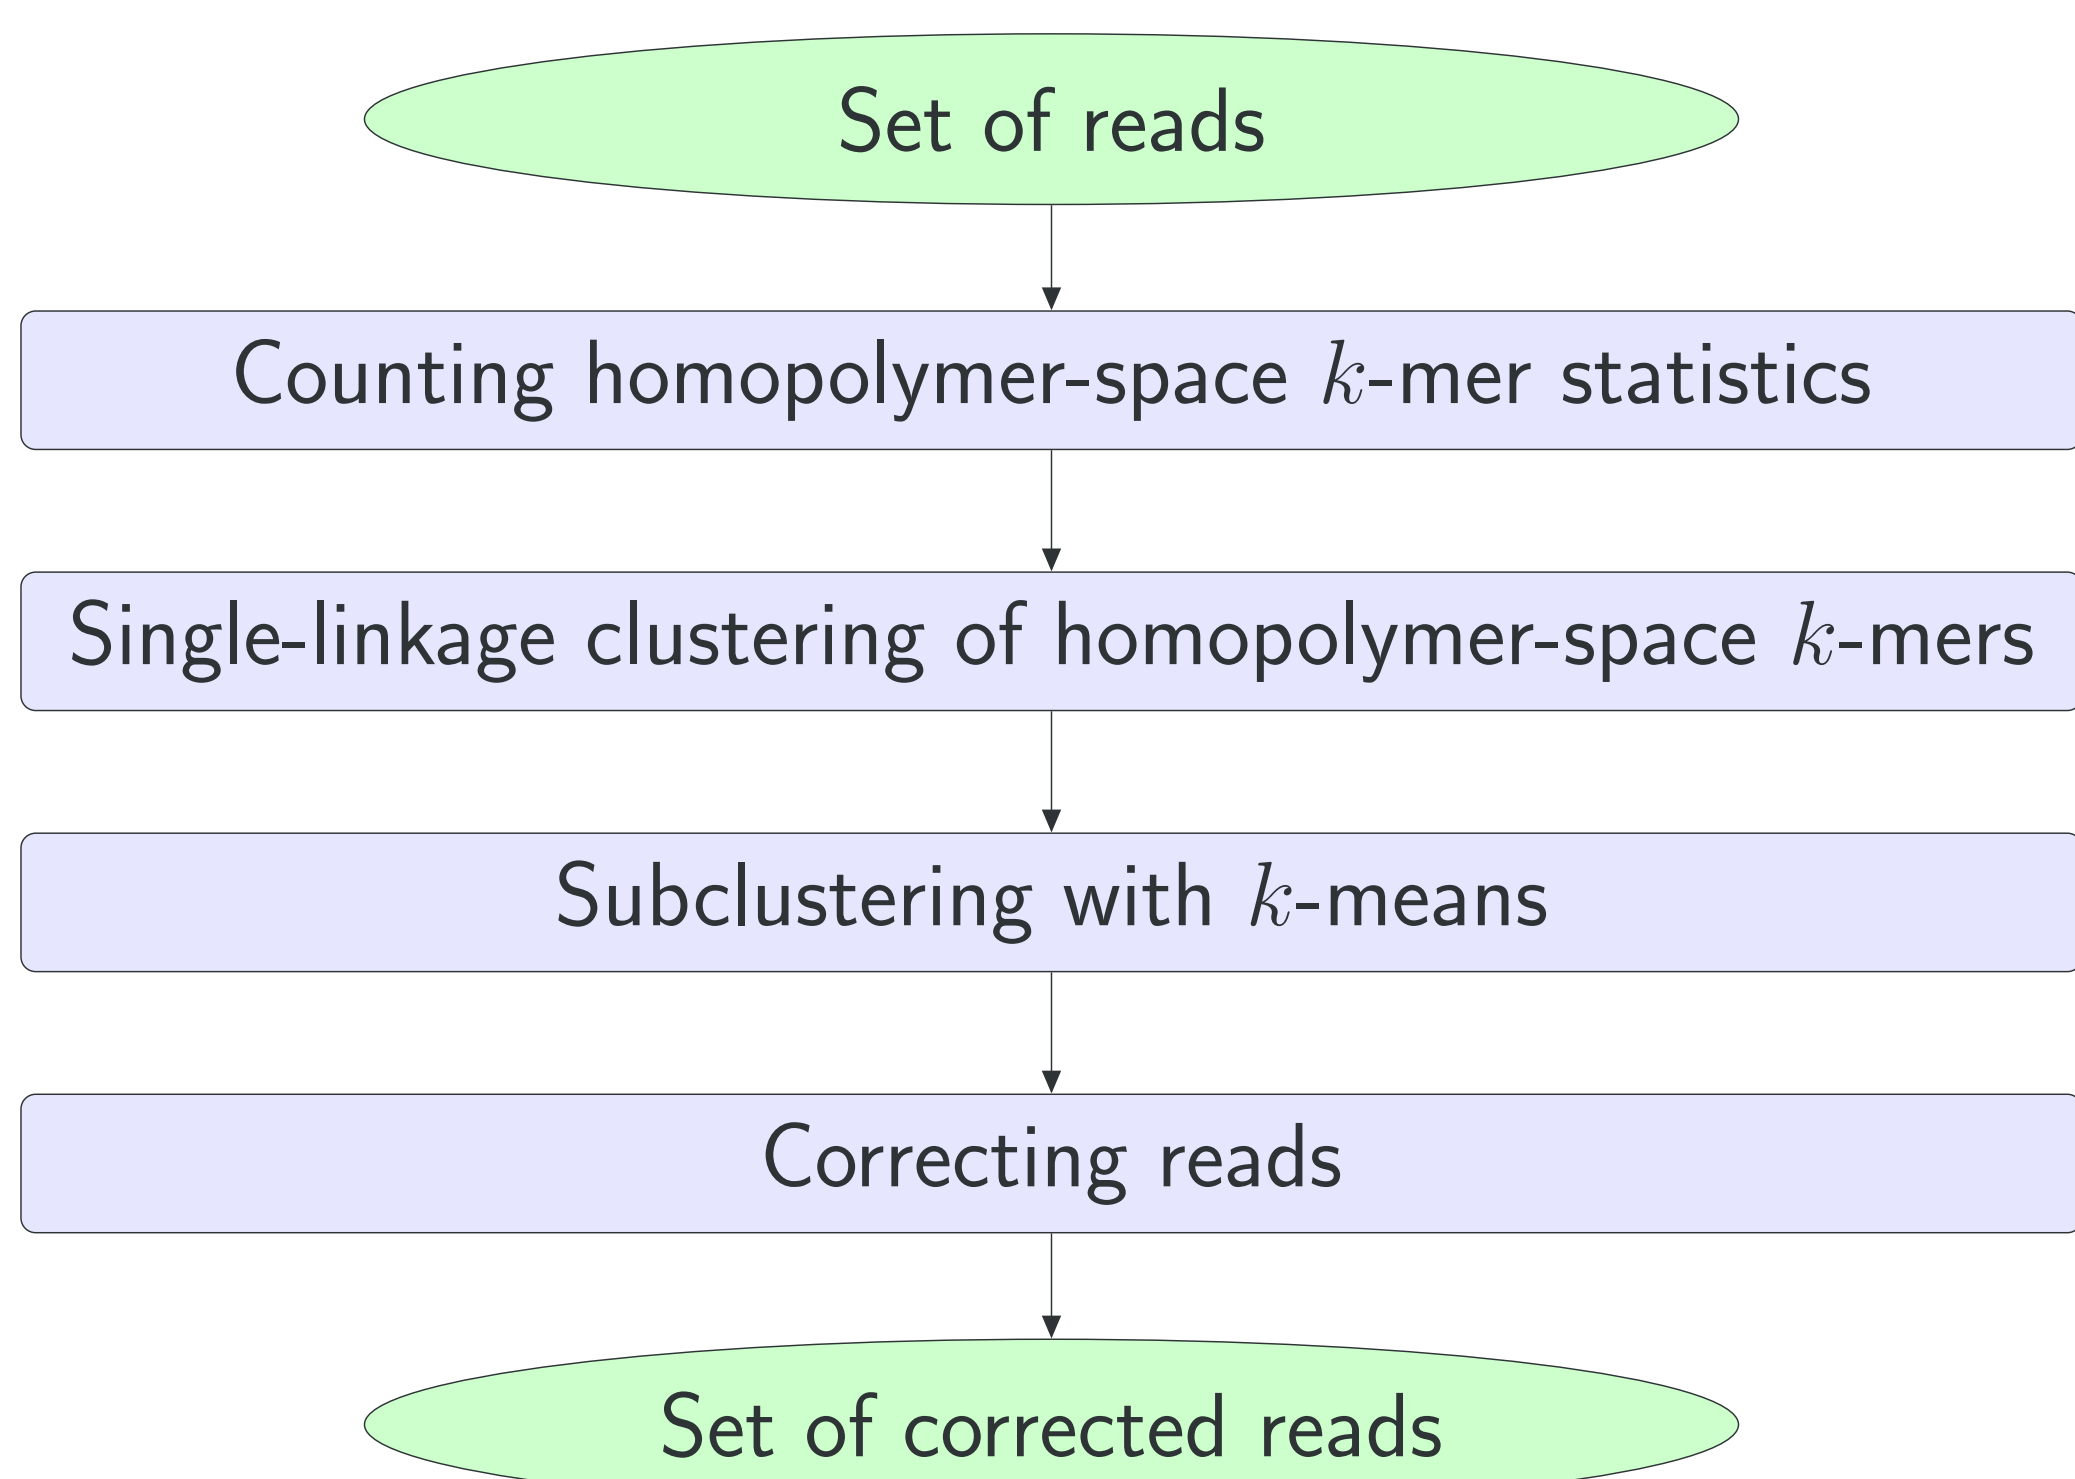 Set of reads
Counting homopolymer-space k-mer statistics
Single-linkage clustering of homopolymer-space k-mers
Subclustering with k-means
Correcting reads
Set of corrected reads